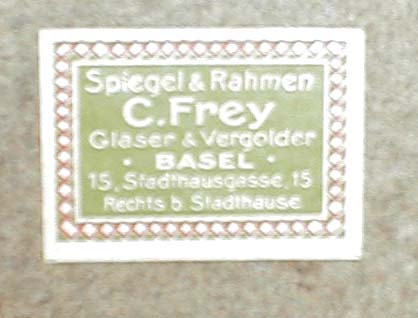 Spiegel & Rahmen
C. Frey
Glaser & Vergolder
· BASEL ·
15, Stadthausgasse, 15
Rechts b Stadthause